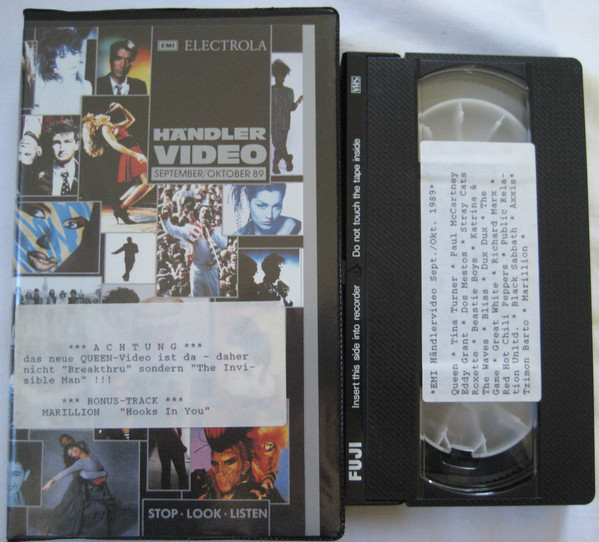 EMI ELECTROLA
HÄNDLER
VIDEO
SEPTEMBER/OKTOBER 89
*** A C H T U N G ***
das neue QUEEN-Video ist da - daher
nicht "Breakthru" sondern "The Invi-
sible Man" !!!
*** BONUS-TRACK ***
MARILLION "Hooks In You"
STOP · LOOK · LISTEN
VHS
Insert this side into recorder Do not touch the tape inside
FUJI
*EMI Händlervideo Sept./Okt. 1989*
Queen * Tina Turner * Paul McCartney
Eddy Grant * Dos Mestos * Stray Cats
Roxette * Beastie Boys * Katrina &
The Waves * Bliss * Dux Dux * The
Game * Great White * Richard Marx *
Red Hot Chili Peppers * Public Rela-
tion Unltd. * Black Sabbath * Axxis*
Tzimon Barto * Marillion *